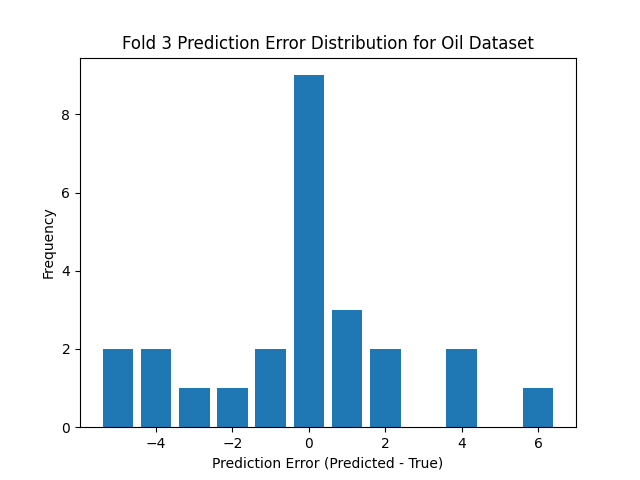 Fold 3 Prediction Error Distribution for Oil Dataset
8
6
4
2
0
Frequency
−4 −2 0 2 4 6
Prediction Error (Predicted - True)